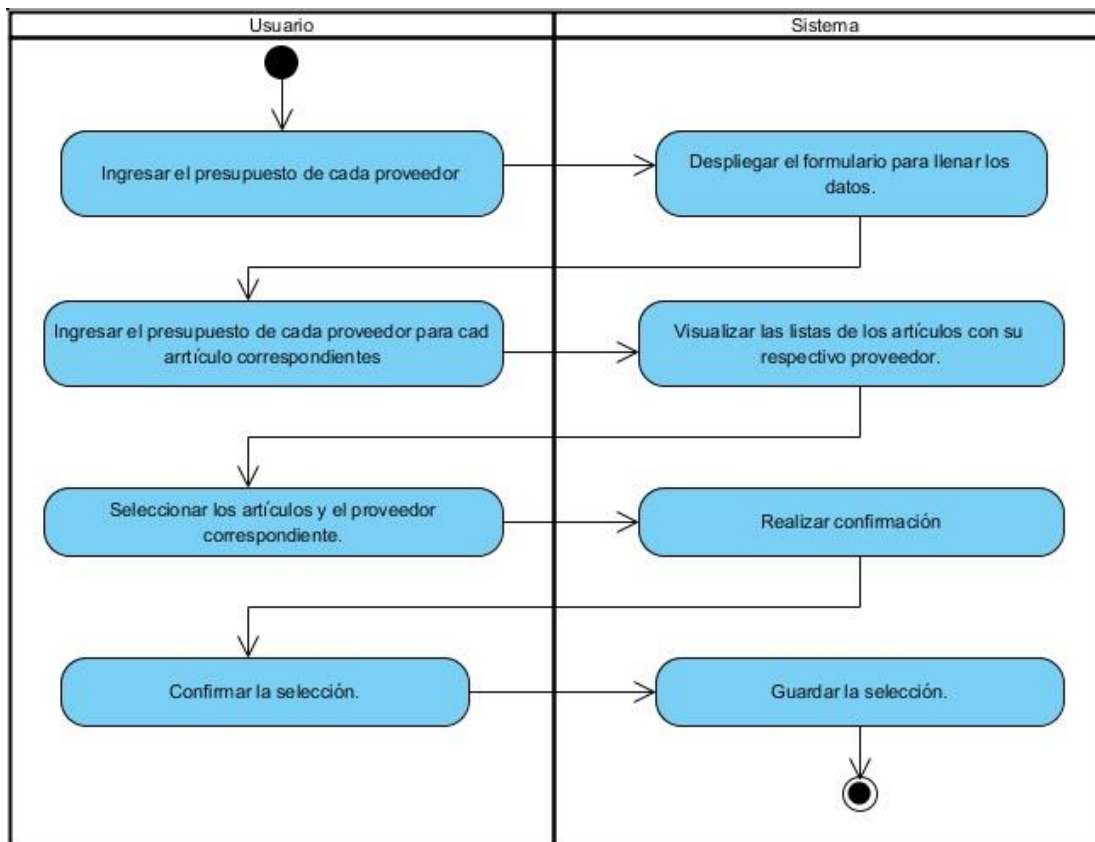 Usuario
Sistema
Ingresar el presupuesto de cada proveedor
Despliegar el formulario para llenar los
datos.
Ingresar el presupuesto de cada proveedor para cad
arrtículo correspondientes
Visualizar las listas de los artículos con su
respectivo proveedor.
Seleccionar los artículos y el proveedor
correspondiente.
Realizar confirmación
Confirmar la selección.
Guardar la selección.